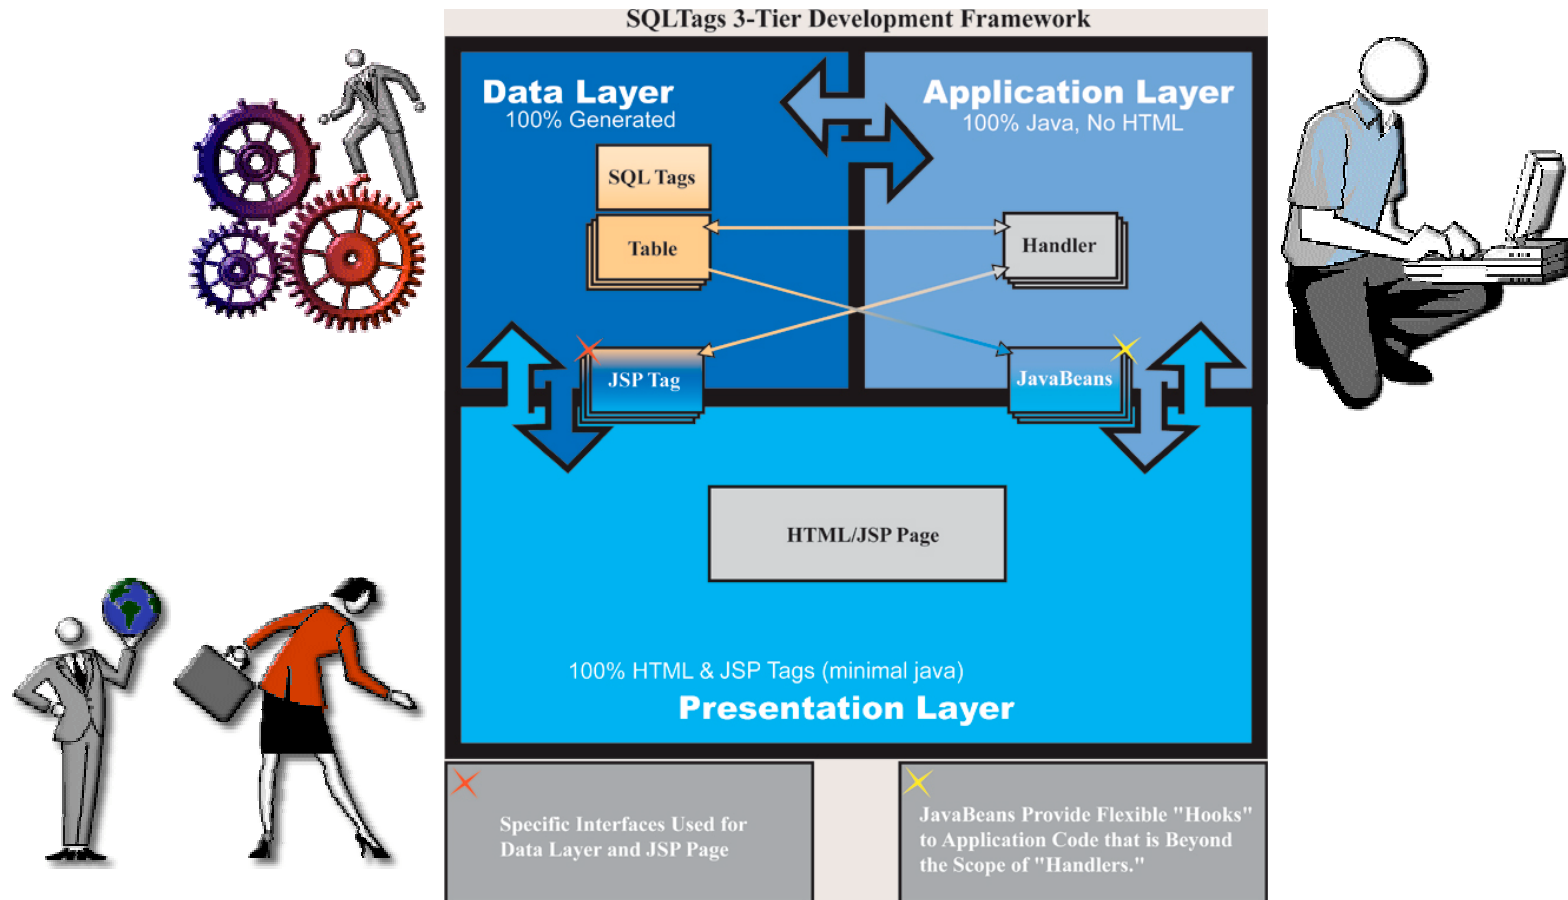 SQLTags 3-Tier Development Framework
Data Layer
100% Generated
Application Layer
100% Java, No HTML
SQL Tags
Table
Handler
JSP Tag
JavaBeans
HTML/JSP Page
100% HTML & JSP Tags (minimal java)
Presentation Layer
Specific Interfaces Used for
Data Layer and JSP Page
JavaBeans Provide Flexible "Hooks"
to Application Code that is Beyond
the Scope of "Handlers."